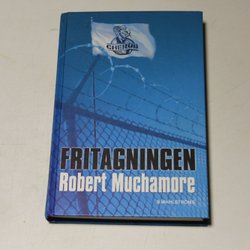 CHERUB
FRITAGNINGEN
Robert Muchamore
B WAHLSTRÖMS